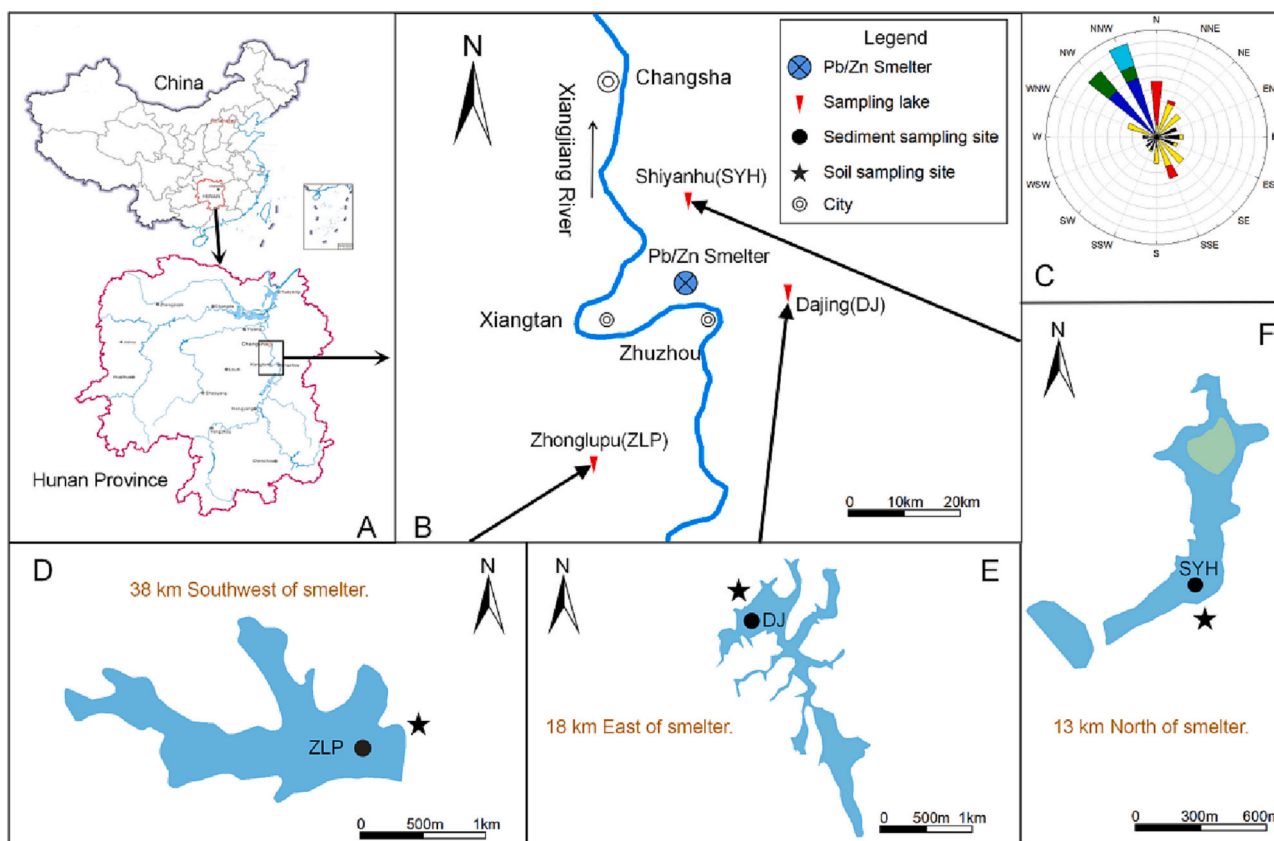 China
HUNAN
Hunan Province
A
N
Changsha
Xiangjiang River
Shiyanhu(SYH)
Pb/Zn Smelter
Dajing(DJ)
Xiangtan
Zhuzhou
Zhonglupu(ZLP)
0 10km 20km
B
Legend
Pb/Zn Smelter
Sampling lake
Sediment sampling site
Soil sampling site
City
N
NNE
NE
SE
SSE
S
SSW
SW
WSW
W
WNW
NW
NNW
C
D
N
38 km Southwest of smelter.
ZLP
0 500m 1km
E
N
DJ
18 km East of smelter.
0 500m 1km
F
N
SYH
13 km North of smelter.
0 300m 600m